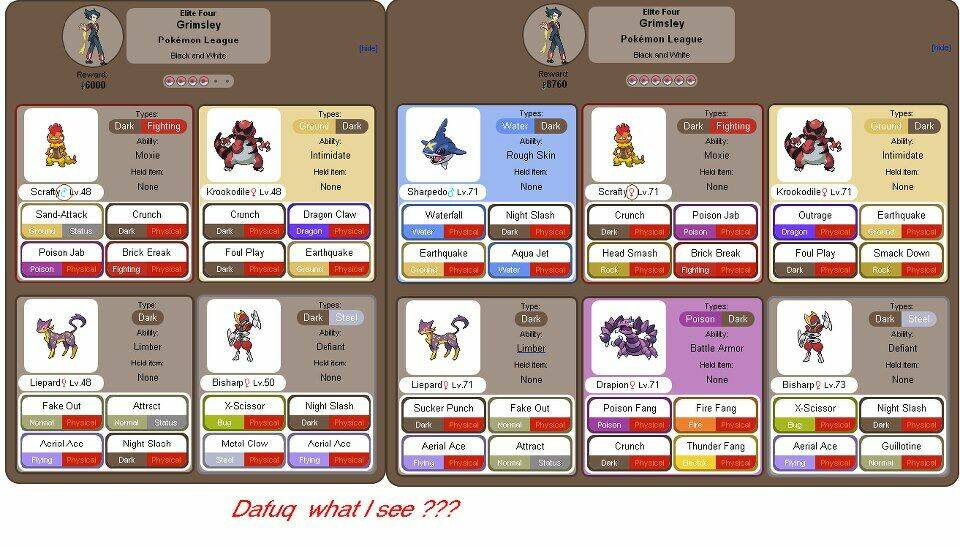 Elite Four
Grimsley
Pokémon League
Black and White
[hide]
Reward:
6000
Types:
Dark Fighting
Ability:
Moxie
Held item:
None
Scrafty♂ Lv.48
Sand-Attack
Ground Status
Crunch
Dark Physical
Poison Jab
Poison Physical
Brick Break
Fighting Physical
Types:
Ground Dark
Ability:
Intimidate
Held item:
None
Krookodile♀ Lv.48
Crunch
Dark Physical
Dragon Claw
Dragon Physical
Foul Play
Dark Physical
Earthquake
Ground Physical
Type:
Dark
Ability:
Limber
Held item:
None
Liepard♀ Lv.48
Fake Out
Normal Physical
Attract
Normal Status
Aerial Ace
Flying Physical
Night Slash
Dark Physical
Types:
Dark Steel
Ability:
Defiant
Held item:
None
Bisharp♀ Lv.50
X-Scissor
Bug Physical
Night Slash
Dark Physical
Metal Claw
Steel Physical
Aerial Ace
Flying Physical
Elite Four
Grimsley
Pokémon League
Black and White
[hide]
Reward:
8760
Types:
Water Dark
Ability:
Rough Skin
Held item:
None
Sharpedo♂ Lv.71
Waterfall
Water Physical
Night Slash
Dark Physical
Earthquake
Ground Physical
Aqua Jet
Water Physical
Types:
Dark Fighting
Ability:
Moxie
Held item:
None
Scrafty♀ Lv.71
Crunch
Dark Physical
Poison Jab
Poison Physical
Head Smash
Rock Physical
Brick Break
Fighting Physical
Types:
Ground Dark
Ability:
Intimidate
Held item:
None
Krookodile♀ Lv.71
Outrage
Dragon Physical
Earthquake
Ground Physical
Foul Play
Dark Physical
Smack Down
Rock Physical
Type:
Dark
Ability:
Limber
Held item:
None
Liepard♀ Lv.71
Sucker Punch
Dark Physical
Fake Out
Normal Physical
Aerial Ace
Flying Physical
Attract
Normal Status
Types:
Poison Dark
Ability:
Battle Armor
Held item:
None
Drapion♀ Lv.71
Poison Fang
Poison Physical
Fire Fang
Fire Physical
Crunch
Dark Physical
Thunder Fang
Electric Physical
Types:
Dark Steel
Ability:
Defiant
Held item:
None
Bisharp♀ Lv.73
X-Scissor
Bug Physical
Night Slash
Dark Physical
Aerial Ace
Flying Physical
Guillotine
Normal Physical
Dafuq what I see ???